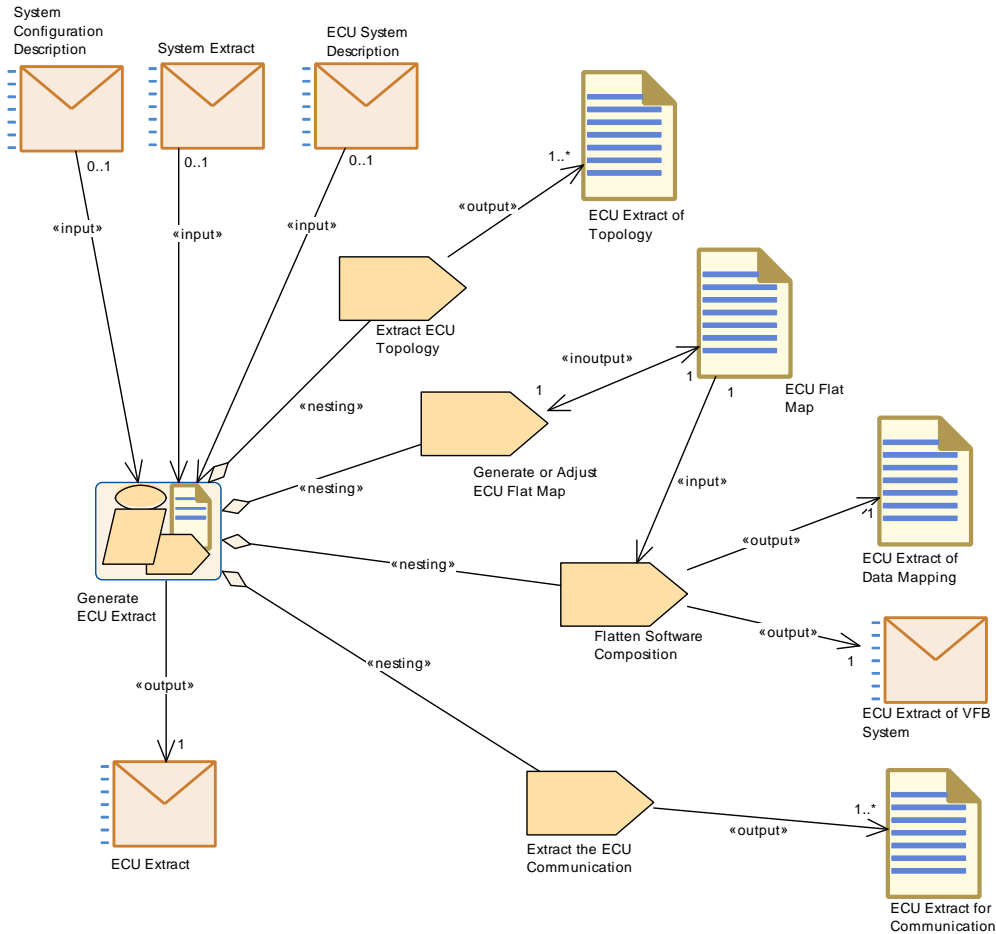 System
Configuration
Description
System Extract
ECU System
Description
0..1
0..1
0..1
«input»
«input»
«input»
1..*
«output»
ECU Extract of
Topology
Extract ECU
Topology
«nesting»
«inoutput»
1
1
1
ECU Flat
Map
Generate or Adjust
ECU Flat Map
«nesting»
«input»
1
«output»
ECU Extract of
Data Mapping
«nesting»
Generate
ECU Extract
Flatten Software
Composition
«output»
1
ECU Extract of VFB
System
«nesting»
«output»
1
ECU Extract
Extract the ECU
Communication
1..*
«output»
ECU Extract for
Communication